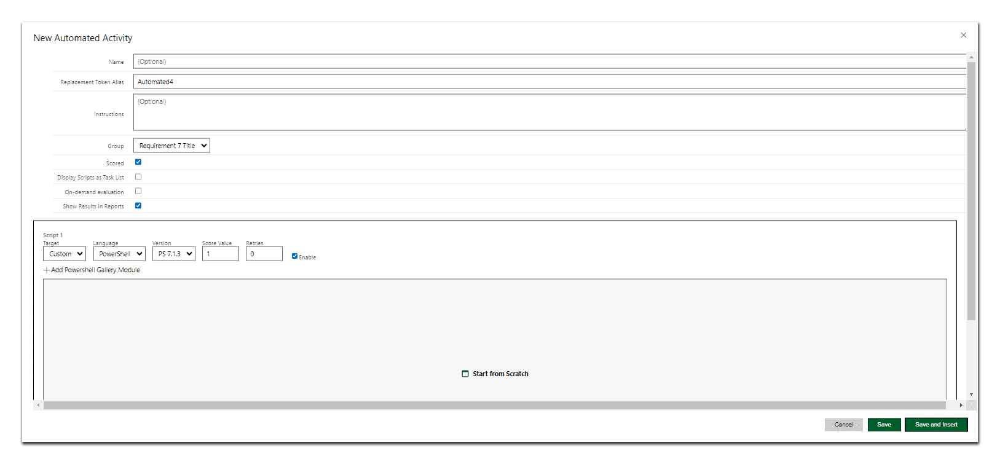 New Automated Activity
Name
(Optional)
Replacement Token Alias
Automated4
Instructions
(Optional)
Group
Requirement 7 Title
Scored
Display Scripts as Task List
On-demand evaluation
Show Results in Reports
Script 1
Target Language Version Score Value Retries
Custom PowerShell PS 7.1.3 1 0 Enable
Add Powershell Gallery Module
Start from Scratch
Cancel Save Save and Insert